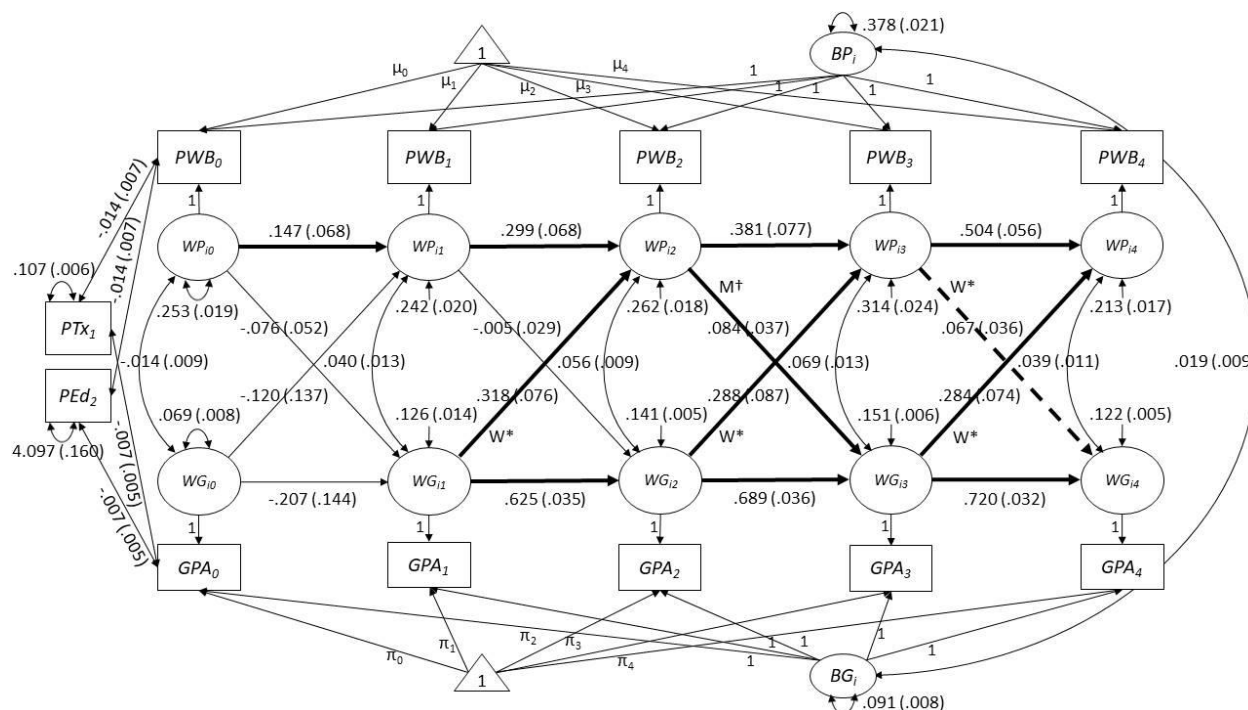 .378 (.021)
BPᵢ
1
μ₀
μ₁
μ₂
μ₃
μ₄
1
1
1
1
1
PWB₀
PWB₁
PWB₂
PWB₃
PWB₄
1
1
1
1
1
WPᵢ₀
.147 (.068)
WPᵢ₁
.299 (.068)
WPᵢ₂
.381 (.077)
WPᵢ₃
.504 (.056)
WPᵢ₄
-.014 (.007)
-.014 (.007)
.107 (.006)
PTx₁
.253 (.019)
.242 (.020)
.262 (.018)
M†
.314 (.024)
W*
.213 (.017)
-.076 (.052)
-.005 (.029)
.084 (.037)
.067 (.036)
-.014 (.009)
.040 (.013)
.056 (.009)
.069 (.013)
.039 (.011)
.019 (.009)
PEd₂
-.120 (.137)
.318 (.076)
.288 (.087)
.284 (.074)
.069 (.008)
.126 (.014)
.141 (.005)
.151 (.006)
.122 (.005)
4.097 (.160)
W*
W*
W*
WGᵢ₀
-.207 (.144)
WGᵢ₁
.625 (.035)
WGᵢ₂
.689 (.036)
WGᵢ₃
.720 (.032)
WGᵢ₄
-.007 (.005)
-.007 (.005)
1
1
1
1
1
GPA₀
GPA₁
GPA₂
GPA₃
GPA₄
π₀
π₁
π₂
π₃
π₄
1
1
1
1
1
1
BGᵢ
.091 (.008)